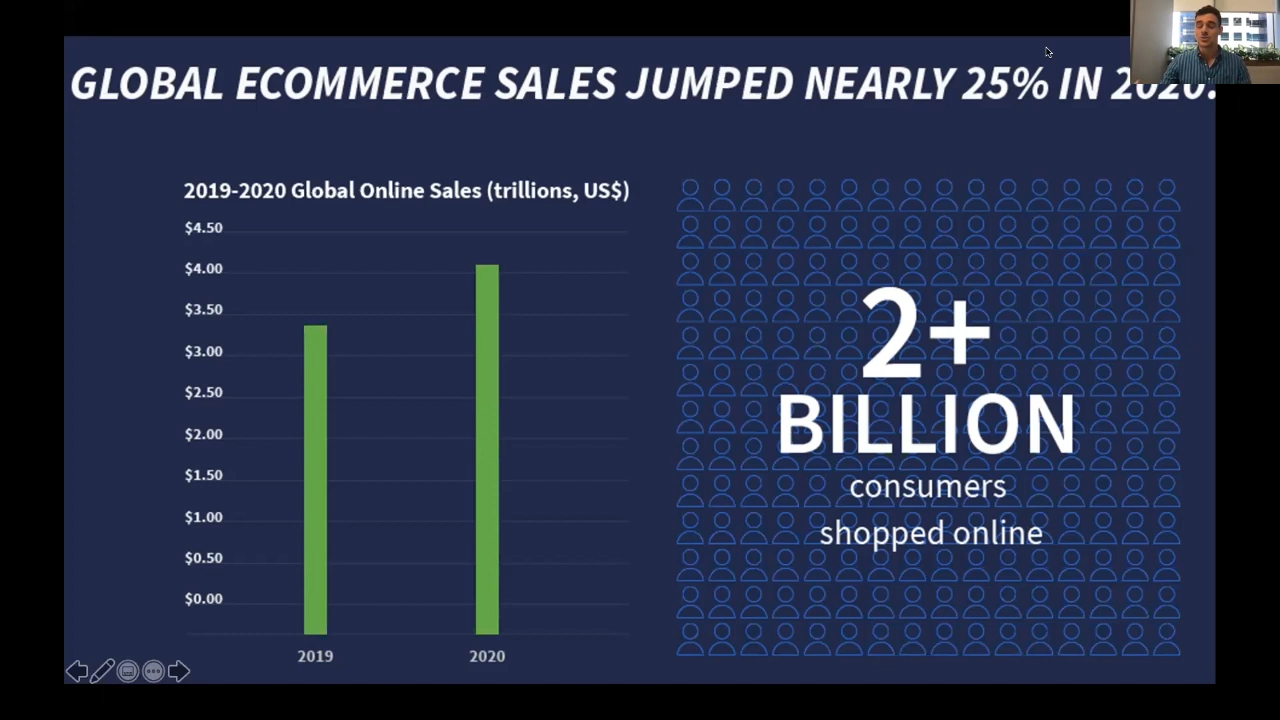 GLOBAL ECOMMERCE SALES JUMPED NEARLY 25% IN 2020.
2019-2020 Global Online Sales (trillions, US$)
$4.50
$4.00
$3.50
$3.00
$2.50
$2.00
$1.50
$1.00
$0.50
$0.00
2019 2020
2+
BILLION
consumers
shopped online